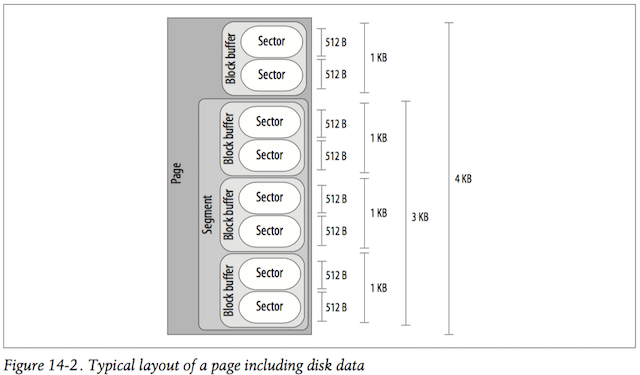 Page
Block buffer
Sector
512 B
Sector
512 B
1 KB
Segment
Block buffer
Sector
512 B
Sector
512 B
1 KB
Block buffer
Sector
512 B
Sector
512 B
1 KB
Block buffer
Sector
512 B
Sector
512 B
1 KB
3 KB
4 KB
Figure 14-2. Typical layout of a page including disk data